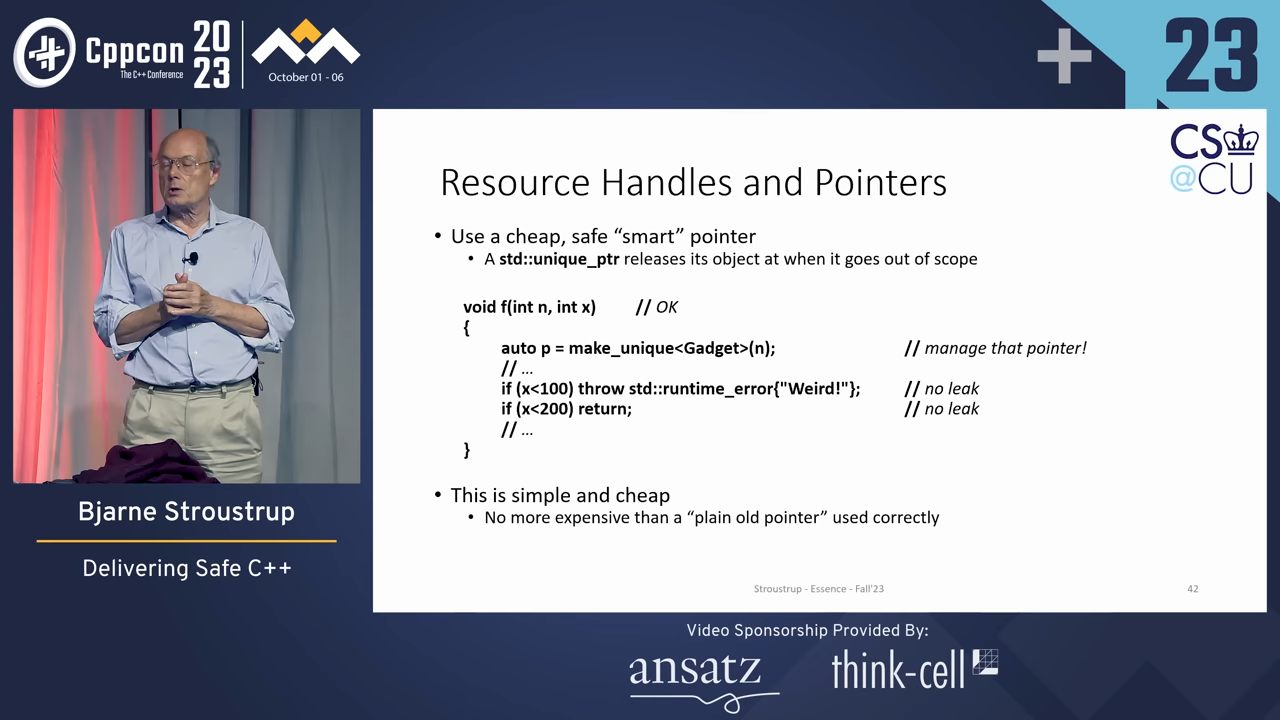 Cppcon
The C++ Conference
20
23
October 01 - 06
23
CS
@CU
Resource Handles and Pointers
• Use a cheap, safe “smart” pointer
• A std::unique_ptr releases its object at when it goes out of scope
void f(int n, int x) // OK
{
auto p = make_unique<Gadget>(n); // manage that pointer!
// ...
if (x<100) throw std::runtime_error{"Weird!"}; // no leak
if (x<200) return; // no leak
// ...
}
• This is simple and cheap
• No more expensive than a “plain old pointer” used correctly
Stroustrup - Essence - Fall'23 42
Bjarne Stroustrup
Delivering Safe C++
Video Sponsorship Provided By:
ansatz
think-cell